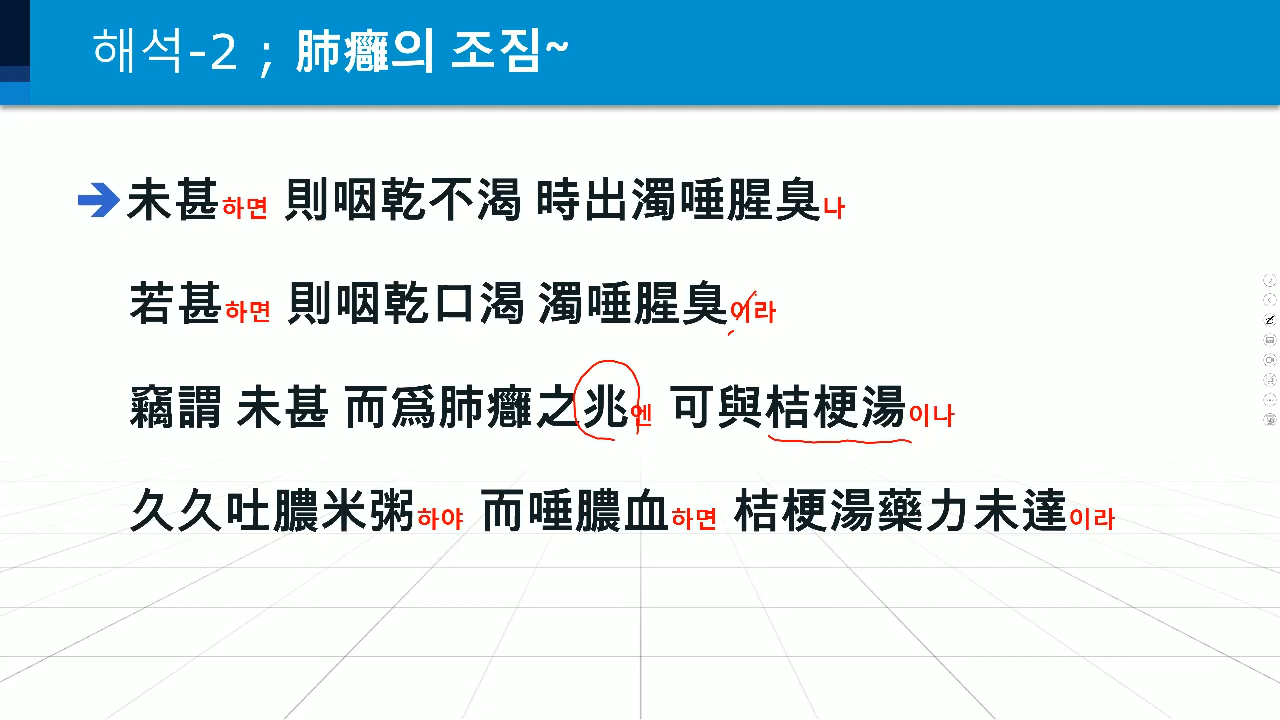 해석-2 ; 肺癰의 조짐~
未甚하면 則咽乾不渴 時出濁唾腥臭나
若甚하면 則咽乾口渴 濁唾腥臭이라
竊謂 未甚 而爲肺癰之兆엔 可與桔梗湯이나
久久吐膿米粥하야 而唾膿血하면 桔梗湯藥力未達이라